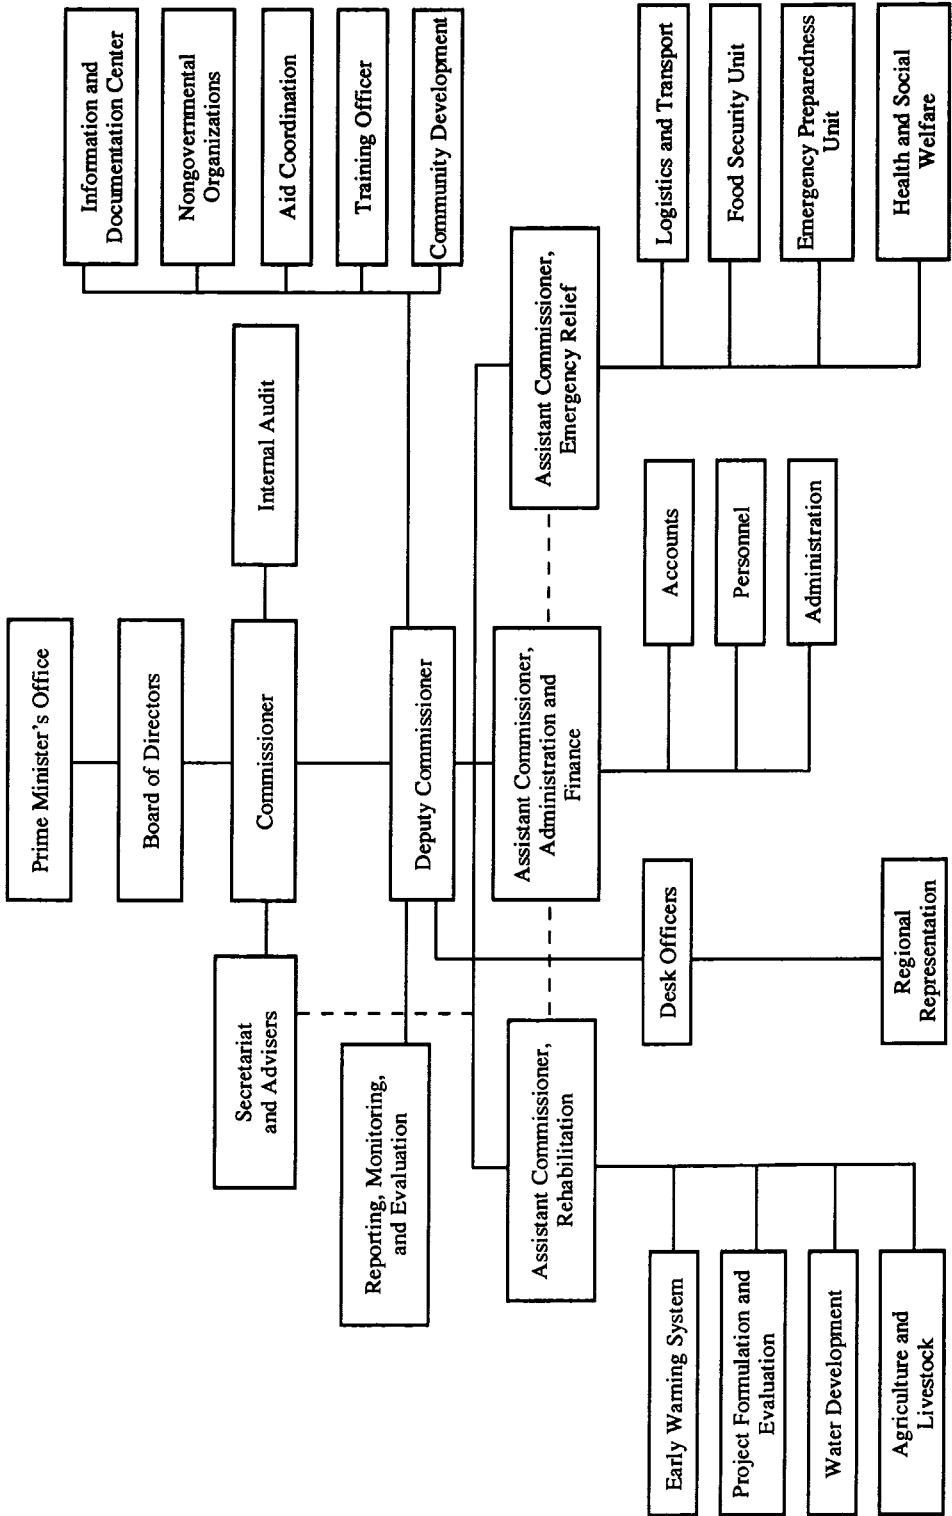 Prime Minister's Office
Board of Directors
Secretariat
and Advisers
Commissioner
Internal Audit
Information and
Documentation Center
Nongovernmental
Organizations
Aid Coordination
Training Officer
Community Development
Reporting, Monitoring,
and Evaluation
Deputy Commissioner
Assistant Commissioner,
Rehabilitation
Assistant Commissioner,
Administration and
Finance
Assistant Commissioner,
Emergency Relief
Early Warning System
Project Formulation and
Evaluation
Water Development
Agriculture and
Livestock
Desk Officers
Regional
Representation
Accounts
Personnel
Administration
Logistics and Transport
Food Security Unit
Emergency Preparedness
Unit
Health and Social
Welfare